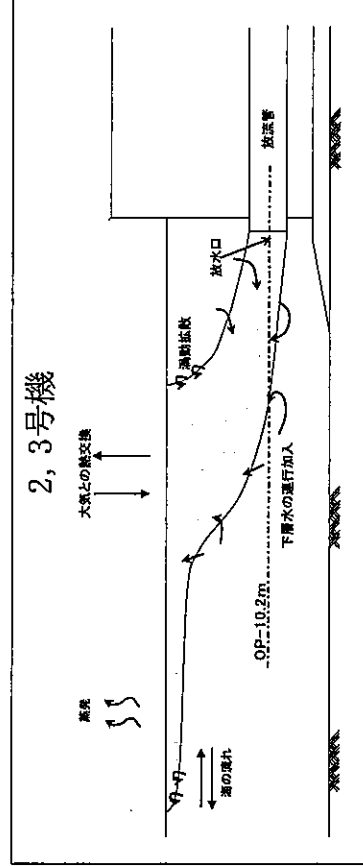 2,3号機
大気との熱交換
蒸発
渦動拡散
放水口
放流管
海の流れ
下層水の連行加入
OP-10.2m